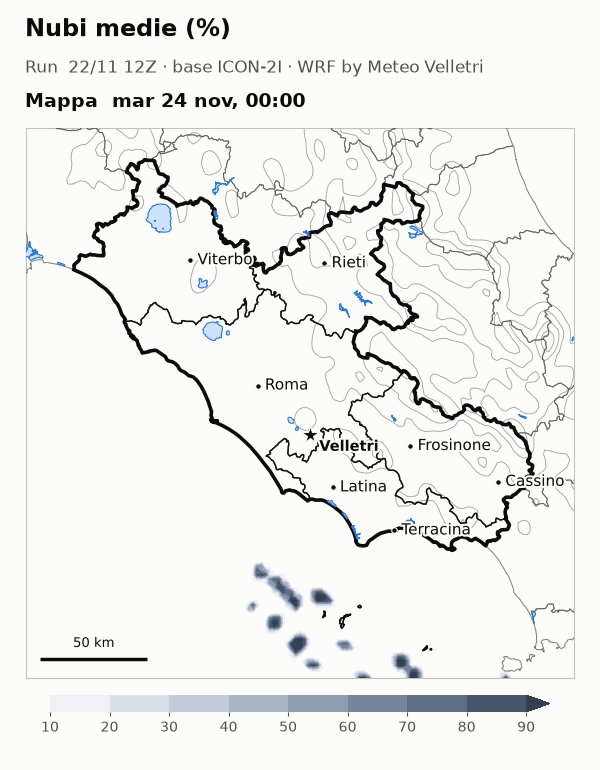 Nubi medie (%)
Run  22/11 12Z · base ICON-2I · WRF by Meteo Velletri
Mappa  mar 24 nov, 00:00
Viterbo
Rieti
Roma
Velletri
Frosinone
Latina
Cassino
Terracina
50 km
10 20 30 40 50 60 70 80 90